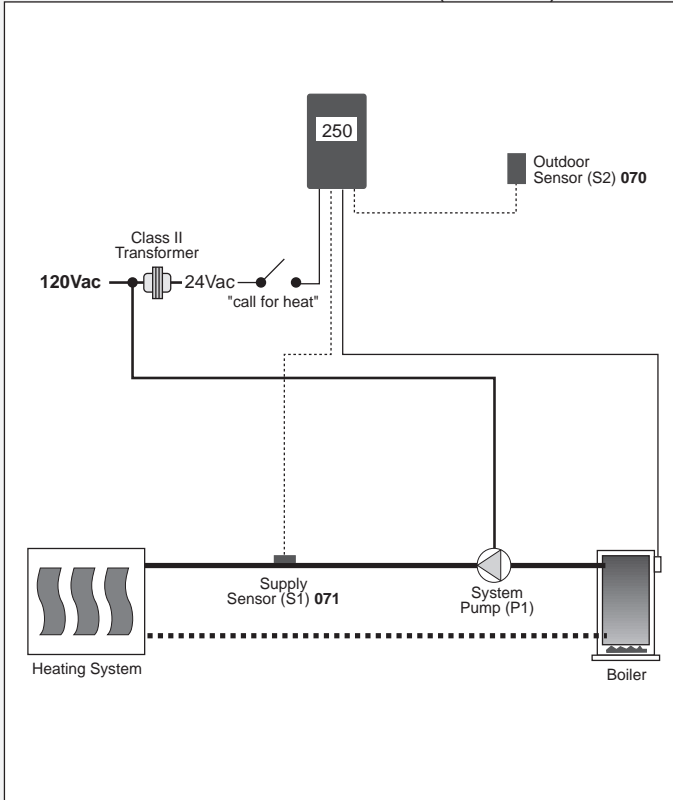 250
Outdoor
Sensor (S2) 070
Class II
Transformer
120Vac
24Vac
"call for heat"
Supply
Sensor (S1) 071
System
Pump (P1)
Heating System
Boiler